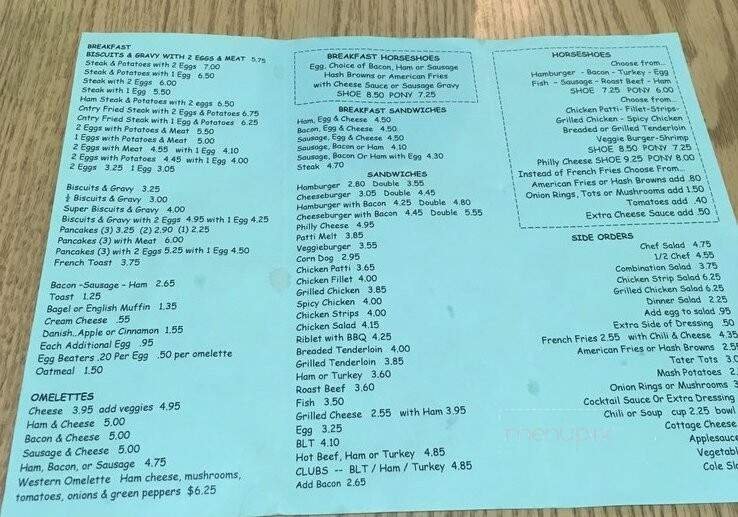 BREAKFAST
BISCUITS & GRAVY WITH 2 EGGS & MEAT 5.75
Steak & Potatoes with 2 Eggs 7.00
Steak & Potatoes with 1 Egg 6.50
Steak with 2 Eggs 6.00
Steak with 1 Egg 5.50
Ham Steak & Potatoes with 2 eggs 6.50
Cntry Fried Steak with 2 Eggs & Potatoes 6.75
Cntry Fried Steak with 1 Egg & Potatoes 6.25
2 Eggs with Potatoes & Meat 5.50
1 Eggs with Potatoes & Meat 5.00
2 Eggs with Meat 4.55 with 1 Egg 4.10
2 Eggs with Potatoes 4.45 with 1 Egg 4.00
2 Eggs 3.25 1 Egg 3.05
Biscuits & Gravy 3.25
½ Biscuits & Gravy 3.00
Super Biscuits & Gravy 4.00
Biscuits & Gravy with 2 Eggs 4.95 with 1 Egg 4.25
Pancakes (3) 3.25 (2) 2.90 (1) 2.25
Pancakes (3) with Meat 6.00
Pancakes (3) with 2 Eggs 5.25 with 1 Egg 4.50
French Toast 3.75
Bacon -Sausage - Ham 2.65
Toast 1.25
Bagel or English Muffin 1.35
Cream Cheese .55
Danish..Apple or Cinnamon 1.55
Each Additional Egg .95
Egg Beaters .20 Per Egg .50 per omelette
Oatmeal 1.50
OMELETTES
Cheese 3.95 add veggies 4.95
Ham & Cheese 5.00
Bacon & Cheese 5.00
Sausage & Cheese 5.00
Ham, Bacon, or Sausage 4.75
Western Omelette Ham cheese, mushrooms,
tomatoes, onions & green peppers $6.25
BREAKFAST HORSESHOES
Egg, Choice of Bacon, Ham or Sausage
Hash Browns or American Fries
with Cheese Sauce or Sausage Gravy
SHOE 8.50 PONY 7.25
BREAKFAST SANDWICHES
Ham, Egg & Cheese 4.50
Bacon, Egg & Cheese 4.50
Sausage, Egg & Cheese 4.50
Sausage, Bacon or Ham 4.10
Sausage, Bacon Or Ham with Egg 4.30
Steak 4.70
SANDWICHES
Hamburger 2.80 Double 3.55
Cheeseburger 3.05 Double 4.45
Hamburger with Bacon 4.25 Double 4.80
Cheeseburger with Bacon 4.45 Double 5.55
Philly Cheese 4.95
Patti Melt 3.85
Veggieburger 3.55
Corn Dog 2.95
Chicken Patti 3.65
Chicken Fillet 4.00
Grilled Chicken 3.85
Spicy Chicken 4.00
Chicken Strips 4.00
Chicken Salad 4.15
Riblet with BBQ 4.25
Breaded Tenderloin 4.00
Grilled Tenderloin 3.85
Ham or Turkey 3.60
Roast Beef 3.60
Fish 3.50
Grilled Cheese 2.55 with Ham 3.95
Egg 3.25
BLT 4.10
Hot Beef, Ham or Turkey 4.85
CLUBS -- BLT / Ham / Turkey 4.85
Add Bacon 2.65
HORSESHOES
Choose from...
Hamburger - Bacon - Turkey - Egg
Fish - Sausage - Roast Beef - Ham
SHOE 7.25 PONY 6.00
Choose from...
Chicken Patti- Fillet-Strips-
Grilled Chicken - Spicy Chicken
Breaded or Grilled Tenderloin
Veggie Burger-Shrimp
SHOE 8.50 PONY 7.25
Philly Cheese SHOE 9.25 PONY 8.00
Instead of French Fries Choose From...
American Fries or Hash Browns add .80
Onion Rings, Tots or Mushrooms add 1.50
Tomatoes add .40
Extra Cheese Sauce add .50
SIDE ORDERS
Chef Salad 4.75
1/2 Chef 4.55
Combination Salad 3.75
Chicken Strip Salad 6.25
Grilled Chicken Salad 6.25
Dinner Salad 2.25
Add egg to salad .95
Extra Side of Dressing .50
French Fries 2.55 with Chili & Cheese 4.35
American Fries or Hash Browns 2.5
Tater Tots 3.
Mash Potatoes 2.
Onion Rings or Mushrooms 3
Cocktail Sauce Or Extra Dressing
Chili or Soup cup 2.25 bowl
Cottage Cheese
Applesauc
Vegetabl
Cole Sl